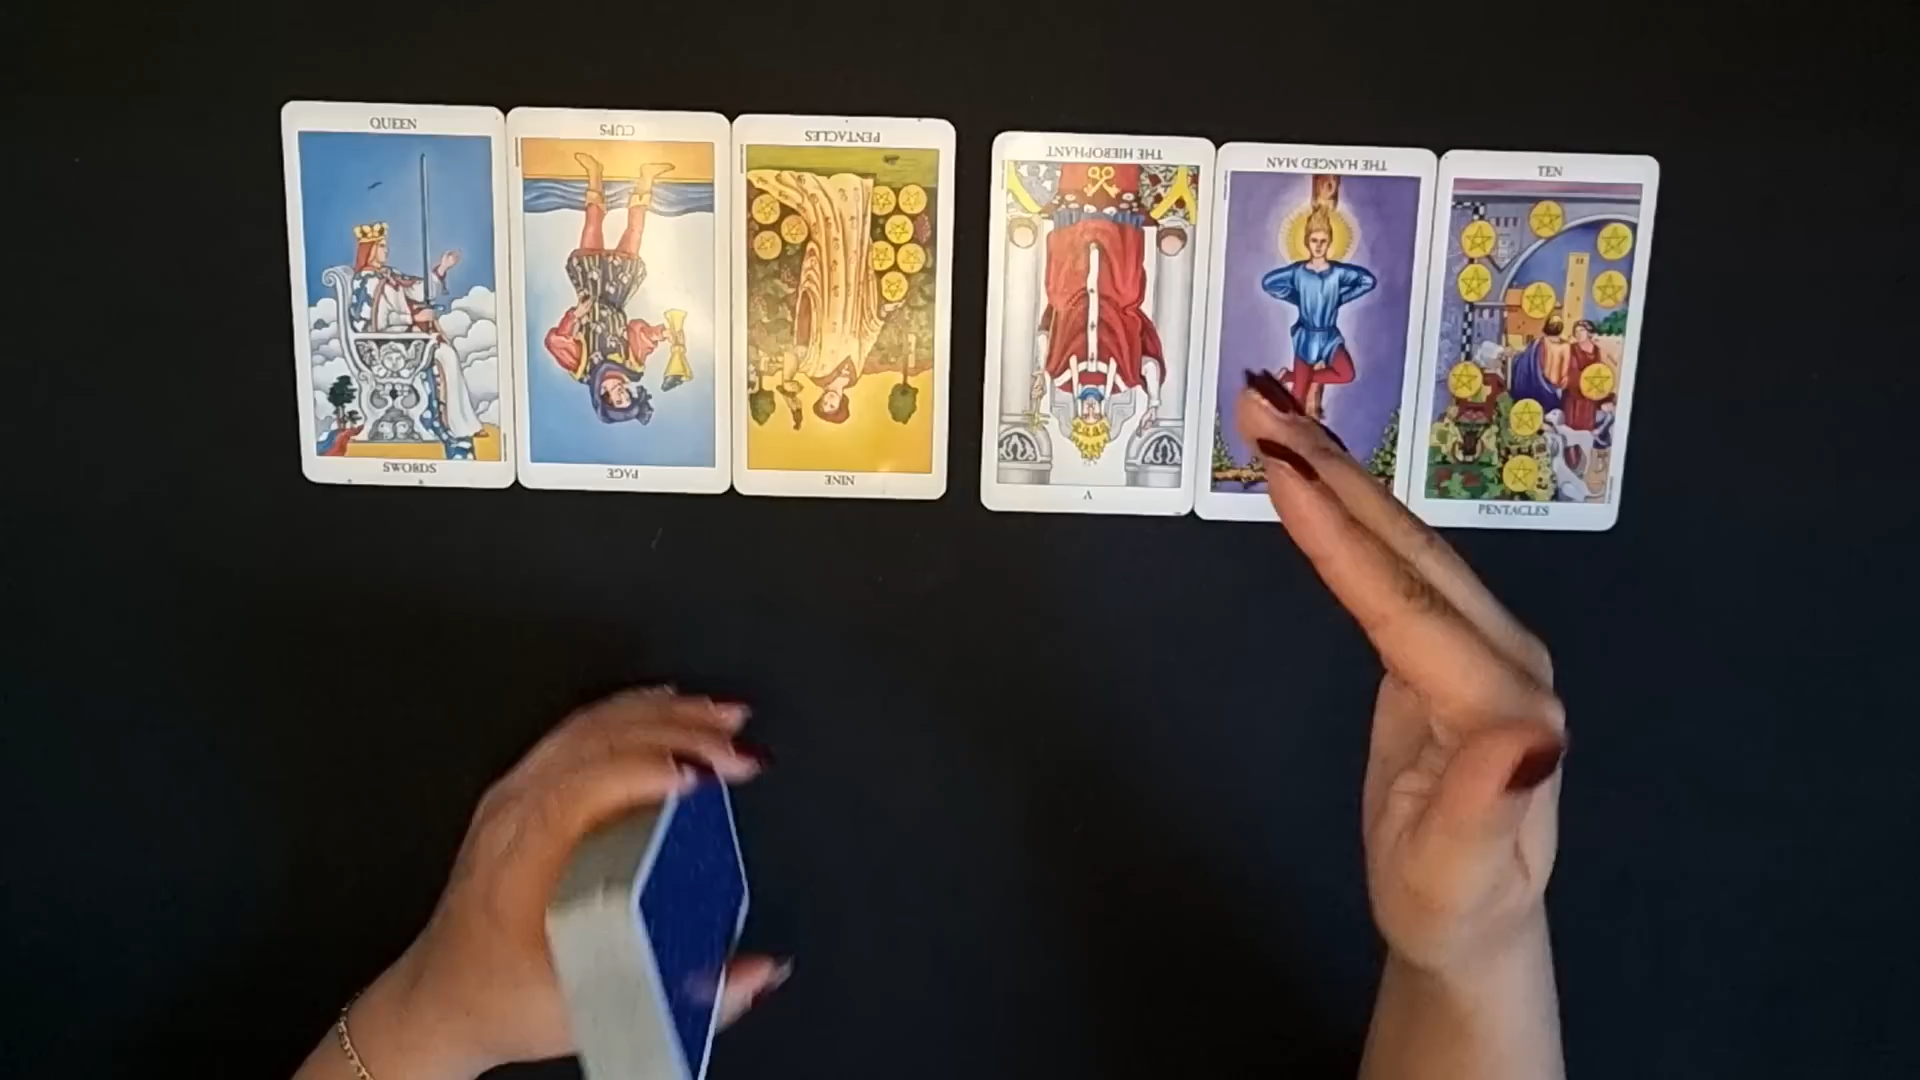 QUEEN
SWORDS
CUPS
PAGE
PENTACLES
NINE
THE HIEROPHANT
V
THE HANGED MAN
TEN
PENTACLES